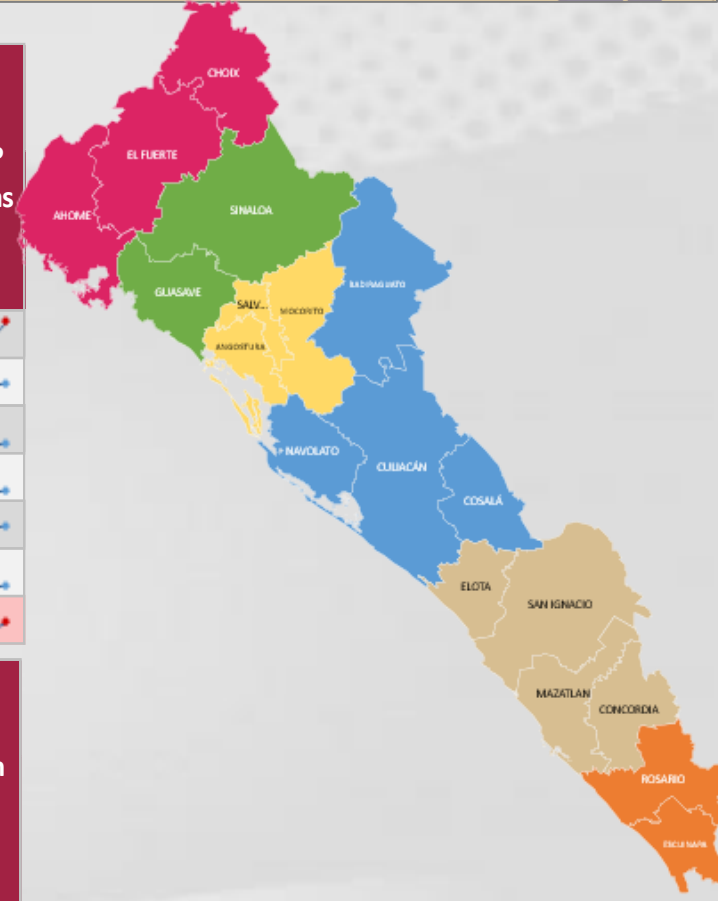 CHOIX
EL FUERTE
AHOME
SINALOA
as
GUASAVE
BADIRAGUATO
SALV...
MOCORITO
ANGOSTURA
NAVOLATO
CULIACÁN
COSALÁ
ELOTA
SAN IGNACIO
MAZATLAN
CONCORDIA
n
ROSARIO
ESCUINAPA